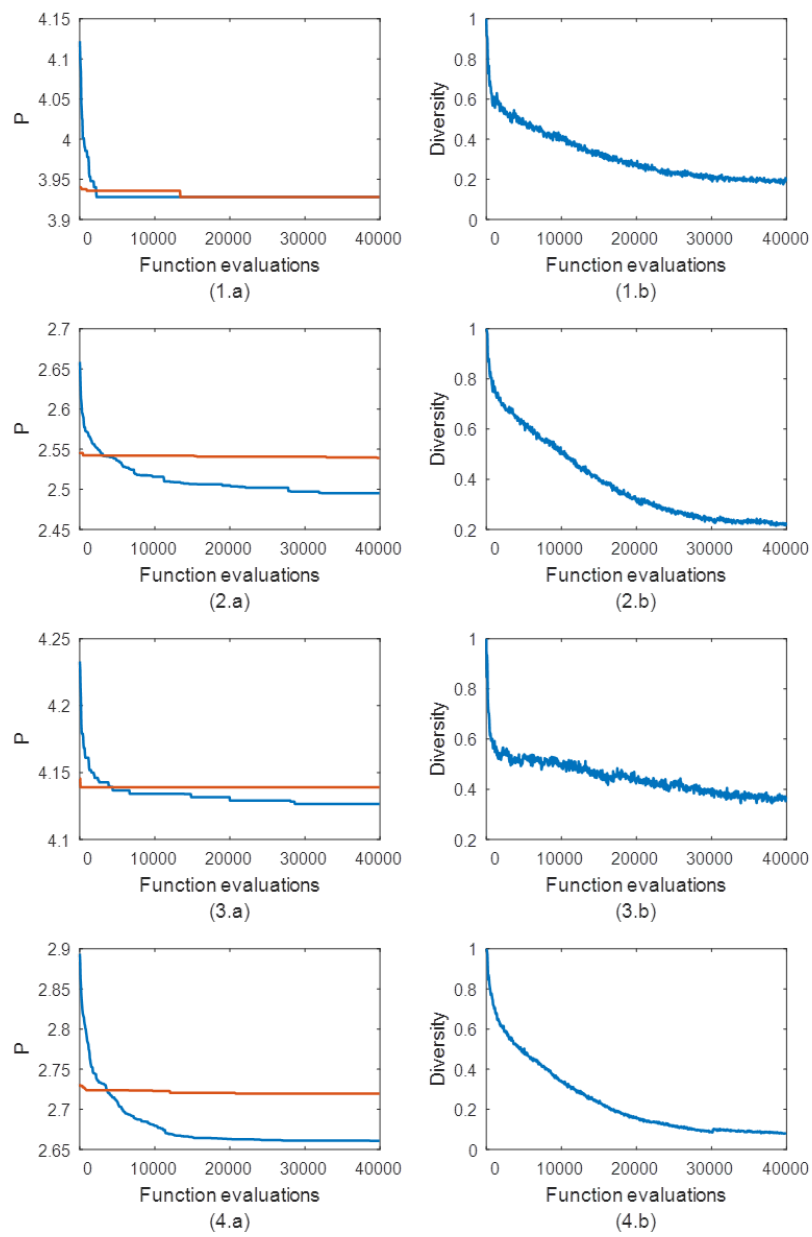 4.15
4.1
4.05
4
3.95
3.9
P
0 10000 20000 30000 40000
Function evaluations
(1.a)
1
0.8
0.6
0.4
0.2
0
Diversity
0 10000 20000 30000 40000
Function evaluations
(1.b)
2.7
2.65
2.6
2.55
2.5
2.45
P
0 10000 20000 30000 40000
Function evaluations
(2.a)
1
0.8
0.6
0.4
0.2
Diversity
0 10000 20000 30000 40000
Function evaluations
(2.b)
4.25
4.2
4.15
4.1
P
0 10000 20000 30000 40000
Function evaluations
(3.a)
1
0.8
0.6
0.4
0.2
Diversity
0 10000 20000 30000 40000
Function evaluations
(3.b)
2.9
2.85
2.8
2.75
2.7
2.65
P
0 10000 20000 30000 40000
Function evaluations
(4.a)
1
0.8
0.6
0.4
0.2
0
Diversity
0 10000 20000 30000 40000
Function evaluations
(4.b)